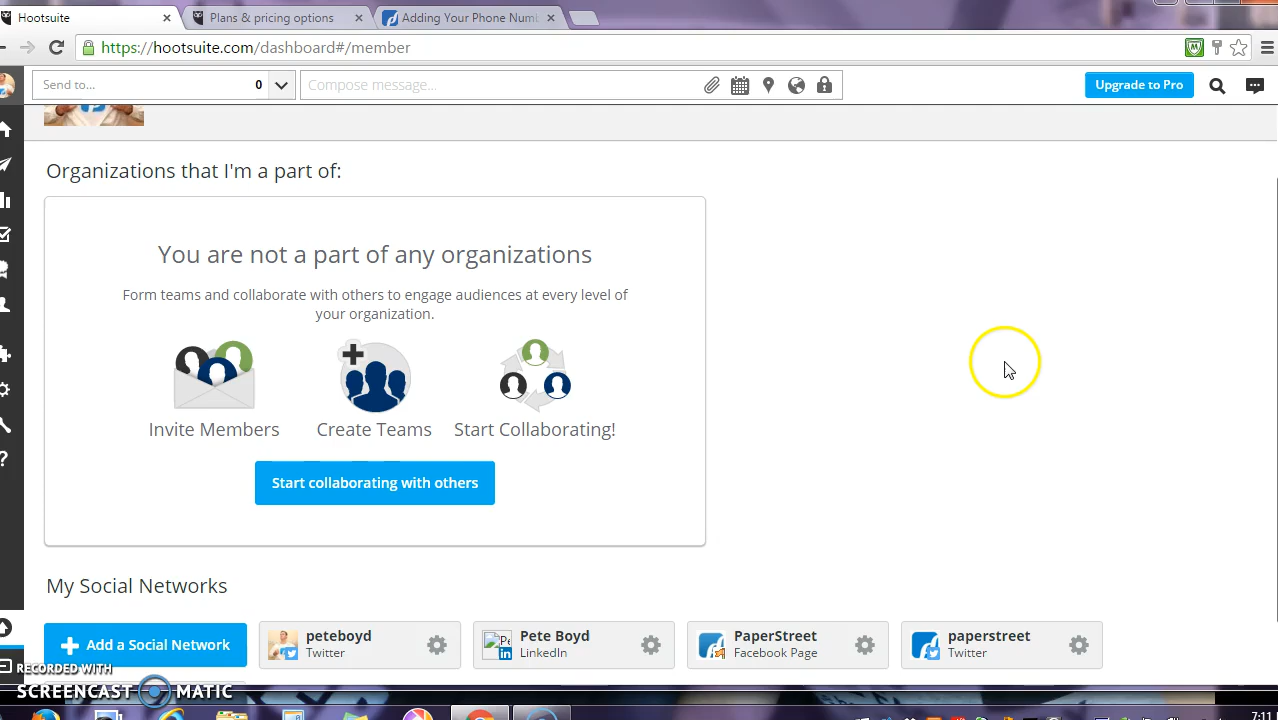 Hootsuite
Plans & pricing options
Adding Your Phone Num
https://hootsuite.com/dashboard#/member
Send to... 0
Compose message...
Upgrade to Pro
Organizations that I'm a part of:
You are not a part of any organizations
Form teams and collaborate with others to engage audiences at every level of
your organization.
Invite Members
Create Teams
Start Collaborating!
Start collaborating with others
My Social Networks
Add a Social Network
peteboyd
Twitter
Pete Boyd
LinkedIn
PaperStreet
Facebook Page
paperstreet
Twitter
RECORDED WITH
SCREENCAST MATIC
7:11